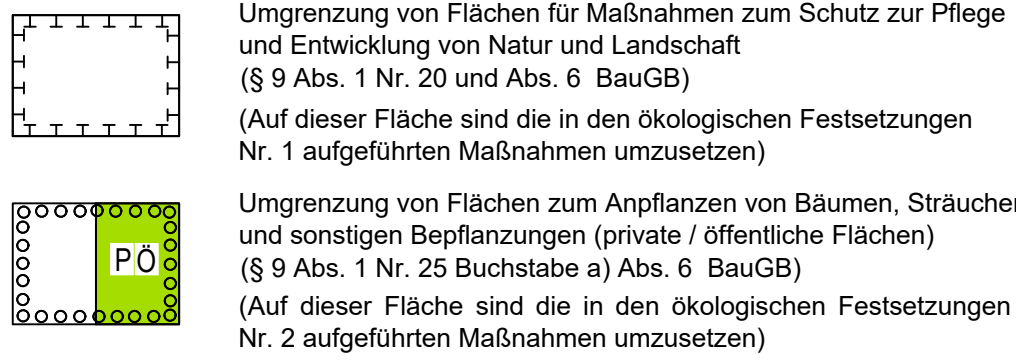 Umgrenzung von Flächen für Maßnahmen zum Schutz zur Pflege
und Entwicklung von Natur und Landschaft
(§ 9 Abs. 1 Nr. 20 und Abs. 6 BauGB)
(Auf dieser Fläche sind die in den ökologischen Festsetzungen
Nr. 1 aufgeführten Maßnahmen umzusetzen)
PÖ
Umgrenzung von Flächen zum Anpflanzen von Bäumen, Sträucher
und sonstigen Bepflanzungen (private / öffentliche Flächen)
(§ 9 Abs. 1 Nr. 25 Buchstabe a) Abs. 6 BauGB)
(Auf dieser Fläche sind die in den ökologischen Festsetzungen
Nr. 2 aufgeführten Maßnahmen umzusetzen)